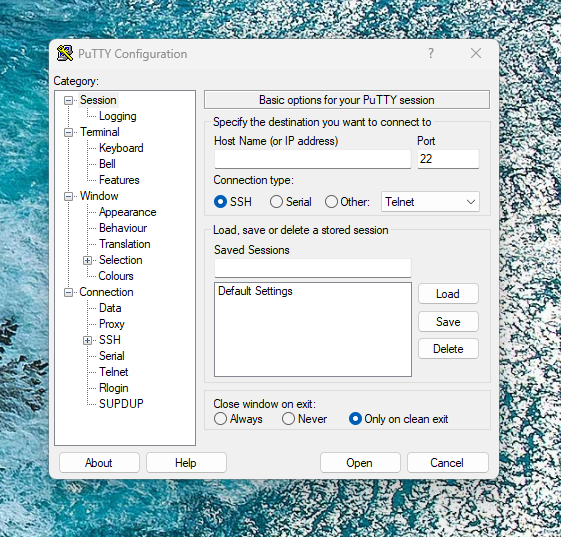 PuTTY Configuration ?
Category:
Session
Logging
Terminal
Keyboard
Bell
Features
Window
Appearance
Behaviour
Translation
Selection
Colours
Connection
Data
Proxy
SSH
Serial
Telnet
Rlogin
SUPDUP
Basic options for your PuTTY session
Specify the destination you want to connect to
Host Name (or IP address) Port
22
Connection type:
SSH Serial Other: Telnet
Load, save or delete a stored session
Saved Sessions
Default Settings
Load
Save
Delete
Close window on exit:
Always Never Only on clean exit
About Help Open Cancel